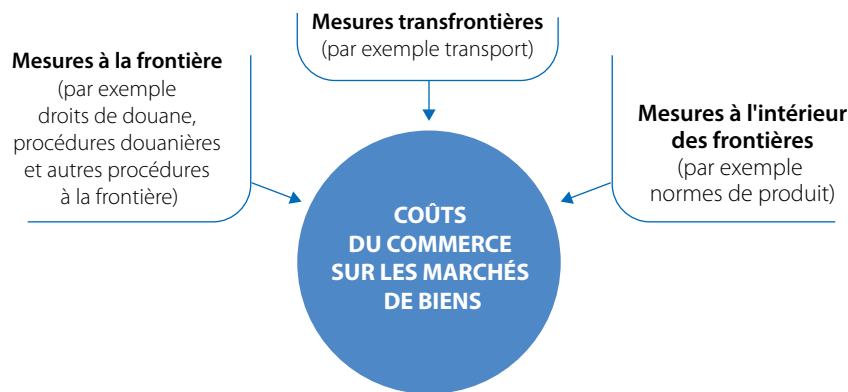 Mesures transfrontières
(par exemple transport)
Mesures à la frontière
(par exemple
droits de douane,
procédures douanières
et autres procédures
à la frontière)
Mesures à l'intérieur
des frontières
(par exemple
normes de produit)
COÛTS
DU COMMERCE
SUR LES MARCHÉS
DE BIENS